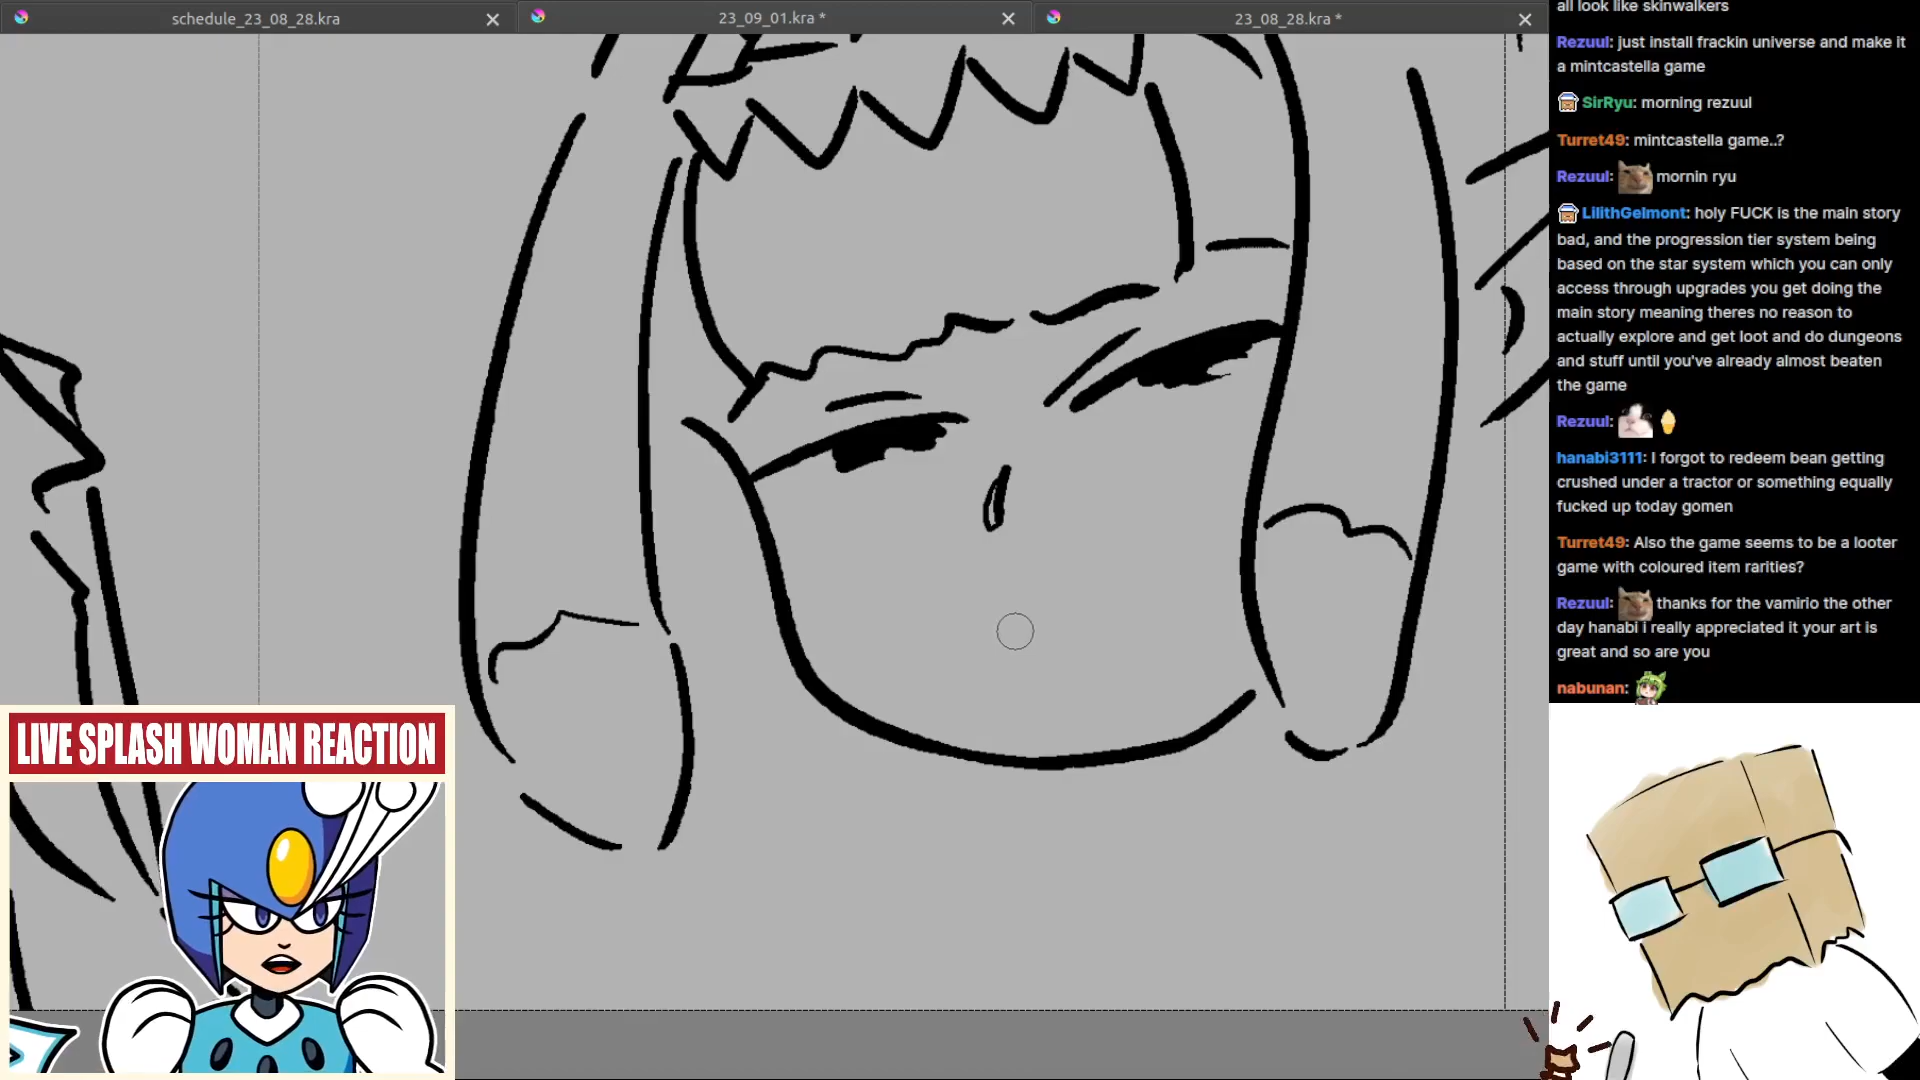 schedule_23_08_28.kra
23_09_01.kra *
23_08_28.kra *
all look like skinwalkers
Rezuul: just install frackin universe and make it
a mintcastella game
SirRyu: morning rezuul
Turret49: mintcastella game..?
Rezuul: mornin ryu
LilithGelmont: holy FUCK is the main story
bad, and the progression tier system being
based on the star system which you can only
access through upgrades you get doing the
main story meaning theres no reason to
actually explore and get loot and do dungeons
and stuff until you've already almost beaten
the game
Rezuul:
hanabi3111: I forgot to redeem bean getting
crushed under a tractor or something equally
fucked up today gomen
Turret49: Also the game seems to be a looter
game with coloured item rarities?
Rezuul: thanks for the vamirio the other
day hanabi i really appreciated it your art is
great and so are you
nabunan:
LIVE SPLASH WOMAN REACTION